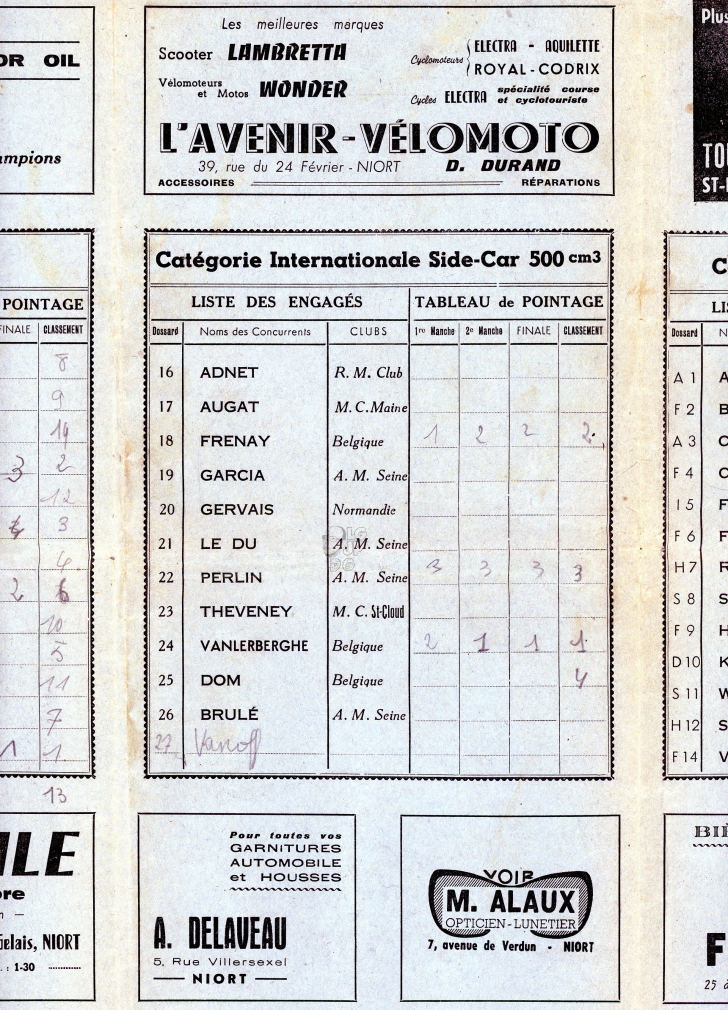 OR OIL
mpions
Les meilleures marques
Scooter LAMBRETTA
Vélomoteurs et Motos WONDER
Cyclomoteurs ELECTRA - AQUILETTE
ROYAL-CODRIX
Cycles ELECTRA spécialité course et cyclotouriste
L'AVENIR-VÉLOMOTO
39, rue du 24 Février - NIORT D. DURAND
ACCESSOIRES RÉPARATIONS
Plus
TO
ST-
POINTAGE
FINALE CLASSEMENT
8
9
14
3 2
12
3
4
2 6
10
5
11
7
1 1
13
Catégorie Internationale Side-Car 500 cm3
LISTE DES ENGAGÉS TABLEAU de POINTAGE
Dossard Noms des Concurrents CLUBS 1re Manche 2e Manche FINALE CLASSEMENT
16 ADNET R. M. Club
17 AUGAT M. C. Maine
18 FRENAY Belgique 1 2 2 2.
19 GARCIA A. M. Seine
20 GERVAIS Normandie
21 LE DU A. M. Seine
22 PERLIN A. M. Seine 3 3 3 3
23 THEVENEY M. C. St-Cloud
24 VANLERBERGHE Belgique 2 1 1 1
25 DOM Belgique 4
26 BRULÉ A. M. Seine
27 Vanoff
C
LI
Dossard N
A 1 A
F 2 B
A 3 C
F 4 C
I 5 F
F 6 F
H 7 R
S 8 S
F 9 H
D 10 K
S 11 W
H 12 S
F 14 V
ILE
re
n —
Gelais, NIORT
. : 1-30
Pour toutes vos
GARNITURES
AUTOMOBILE
et HOUSSES
A. DELAVEAU
5, Rue Villersexel
NIORT
VOIR
M. ALAUX
OPTICIEN-LUNETIER
7, avenue de Verdun - NIORT
BIÈ
F
25